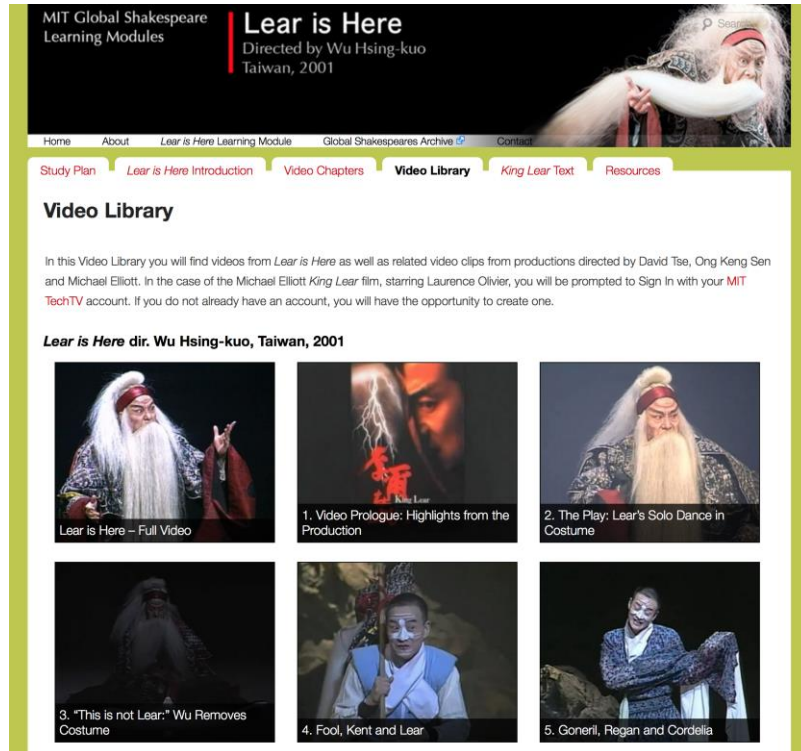 MIT Global Shakespeare
Learning Modules
Lear is Here
Directed by Wu Hsing-kuo
Taiwan, 2001
Search
Home About Lear is Here Learning Module Global Shakespeares Archive Contact
Study Plan Lear is Here Introduction Video Chapters Video Library King Lear Text Resources
Video Library
In this Video Library you will find videos from Lear is Here as well as related video clips from productions directed by David Tse, Ong Keng Sen
and Michael Elliott. In the case of the Michael Elliott King Lear film, starring Laurence Olivier, you will be prompted to Sign In with your MIT
TechTV account. If you do not already have an account, you will have the opportunity to create one.
Lear is Here dir. Wu Hsing-kuo, Taiwan, 2001
李
爾
King Lear
Lear is Here – Full Video
1. Video Prologue: Highlights from the
Production
2. The Play: Lear's Solo Dance in
Costume
3. “This is not Lear:” Wu Removes
Costume
4. Fool, Kent and Lear
5. Goneril, Regan and Cordelia